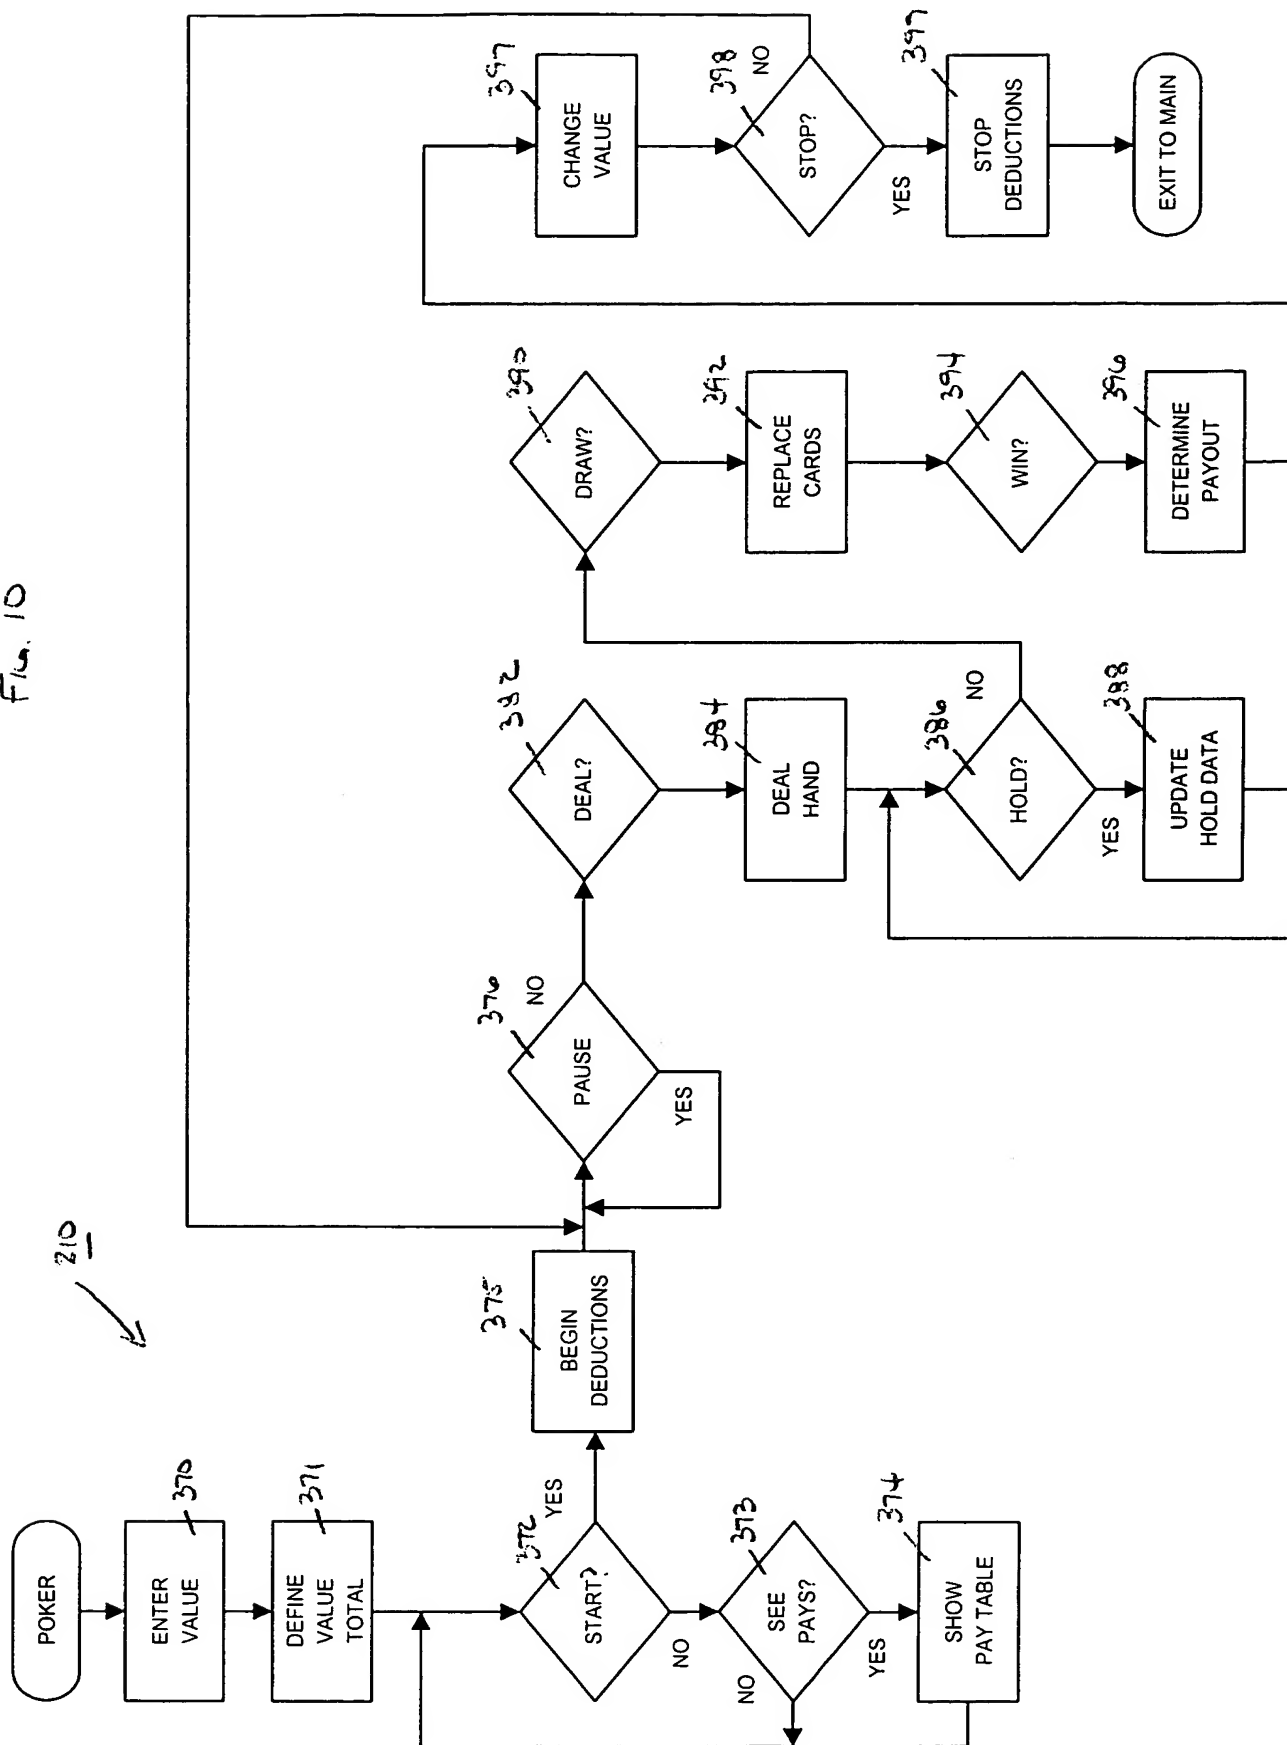 Fig. 10
210
POKER
370
ENTER
VALUE
371
DEFINE
VALUE
TOTAL
372
START?
YES
NO
373
SEE
PAYS?
NO
YES
374
SHOW
PAY TABLE
375
BEGIN
DEDUCTIONS
376
PAUSE
NO
YES
382
DEAL?
384
DEAL
HAND
386
HOLD?
NO
YES
388
UPDATE
HOLD DATA
390
DRAW?
392
REPLACE
CARDS
394
WIN?
396
DETERMINE
PAYOUT
397
CHANGE
VALUE
398
STOP?
NO
YES
399
STOP
DEDUCTIONS
EXIT TO MAIN